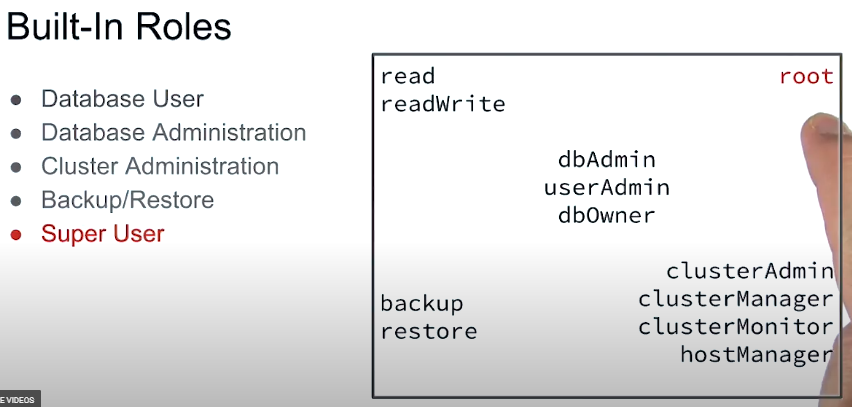 Built-In Roles
● Database User
● Database Administration
● Cluster Administration
● Backup/Restore
● Super User
read
readWrite
root
dbAdmin
userAdmin
dbOwner
backup
restore
clusterAdmin
clusterManager
clusterMonitor
hostManager
E VIDEOS